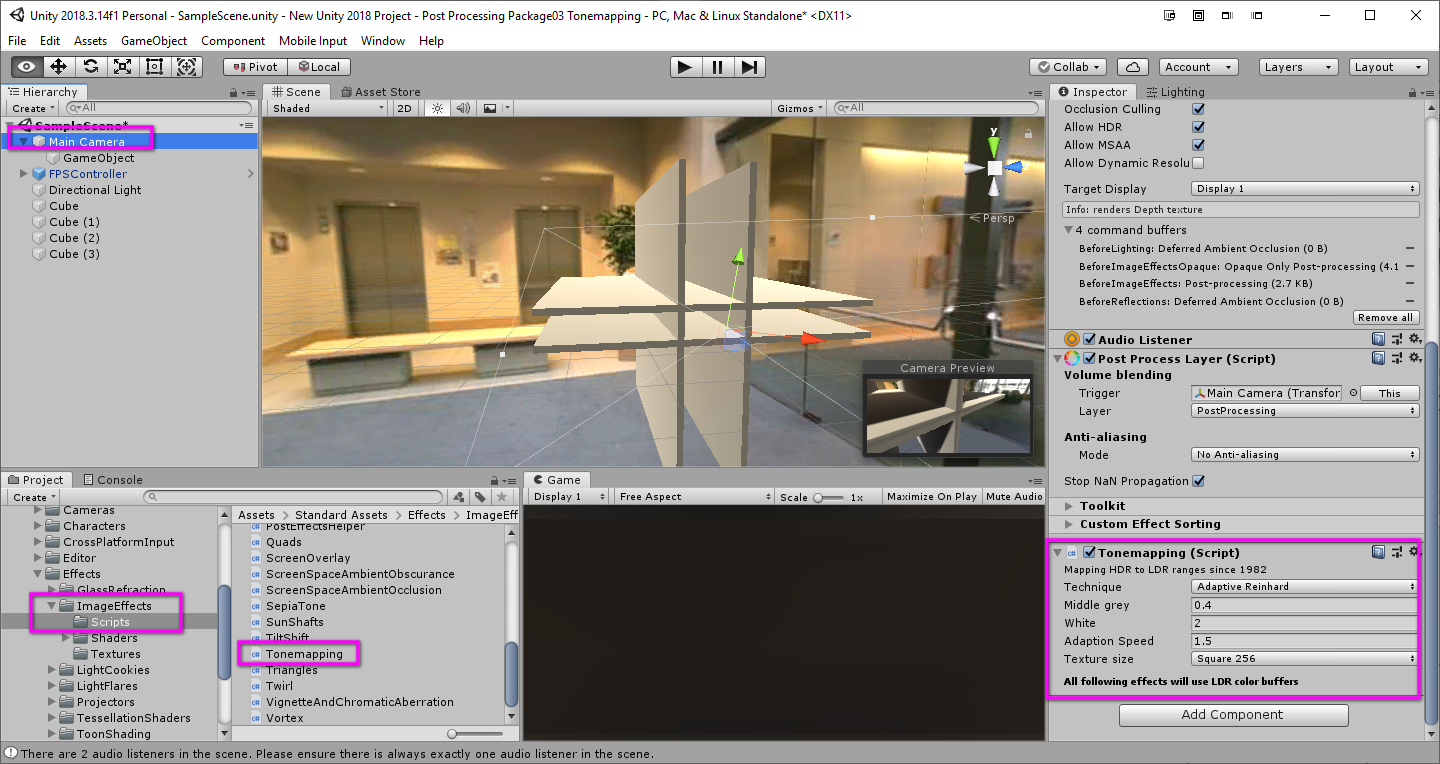 Unity 2018.3.14f1 Personal - SampleScene.unity - New Unity 2018 Project - Post Processing Package03 Tonemapping - PC, Mac & Linux Standalone* <DX11>
File Edit Assets GameObject Component Mobile Input Window Help
Pivot Local Collab Account Layers Layout
Hierarchy
Create All
SampleScene*
Main Camera
GameObject
FPSController
Directional Light
Cube
Cube (1)
Cube (2)
Cube (3)
Scene Asset Store
Shaded 2D Gizmos All
y
Persp
Camera Preview
Project Console
Create
Cameras
Characters
CrossPlatformInput
Editor
Effects
GlassRefraction
ImageEffects
Scripts
Shaders
Textures
LightCookies
LightFlares
Projectors
TessellationShaders
ToonShading
Assets Standard Assets Effects ImageEff
PostEffectsHelper
Quads
ScreenOverlay
ScreenSpaceAmbientObscurance
ScreenSpaceAmbientOcclusion
SepiaTone
SunShafts
TiltShift
Tonemapping
Triangles
Twirl
VignetteAndChromaticAberration
Vortex
Game
Display 1 Free Aspect Scale 1x Maximize On Play Mute Audio
Inspector Lighting
Occlusion Culling
Allow HDR
Allow MSAA
Allow Dynamic Resolu
Target Display Display 1
Info: renders Depth texture
4 command buffers
BeforeLighting: Deferred Ambient Occlusion (0 B)
BeforeImageEffectsOpaque: Opaque Only Post-processing (4.1
BeforeImageEffects: Post-processing (2.7 KB)
BeforeReflections: Deferred Ambient Occlusion (0 B)
Remove all
Audio Listener
Post Process Layer (Script)
Volume blending
Trigger Main Camera (Transfor This
Layer PostProcessing
Anti-aliasing
Mode No Anti-aliasing
Stop NaN Propagation
Toolkit
Custom Effect Sorting
Tonemapping (Script)
Mapping HDR to LDR ranges since 1982
Technique Adaptive Reinhard
Middle grey 0.4
White 2
Adaption Speed 1.5
Texture size Square 256
All following effects will use LDR color buffers
Add Component
There are 2 audio listeners in the scene. Please ensure there is always exactly one audio listener in the scene.